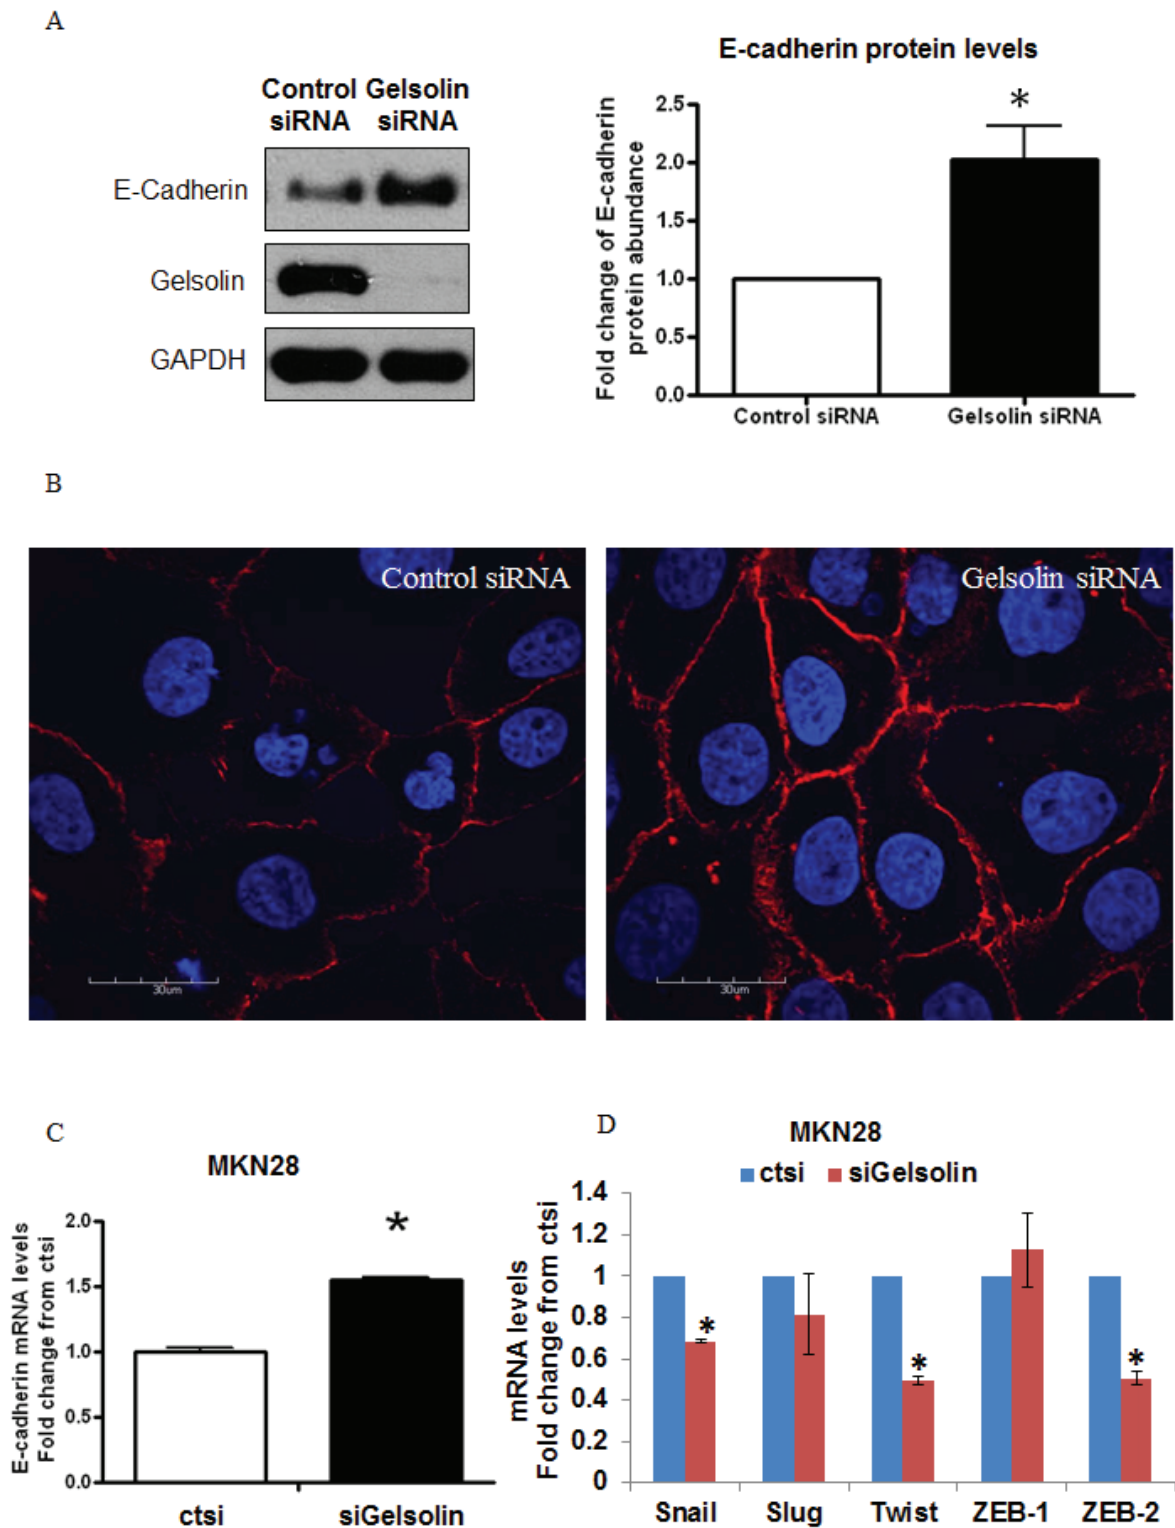 A
Control Gelsolin
siRNA siRNA
E-Cadherin
Gelsolin
GAPDH
E-cadherin protein levels
Fold change of E-cadherin
protein abundance
2.5
2.0
1.5
1.0
0.5
0.0
*
Control siRNA
Gelsolin siRNA
B
Control siRNA
30um
Gelsolin siRNA
30um
C
MKN28
E-cadherin mRNA levels
Fold change from ctsi
2.0
1.5
1.0
0.5
0.0
*
ctsi
siGelsolin
D
MKN28
ctsi siGelsolin
mRNA levels
Fold change from ctsi
1.4
1.2
1
0.8
0.6
0.4
0.2
0
* * *
Snail Slug Twist ZEB-1 ZEB-2